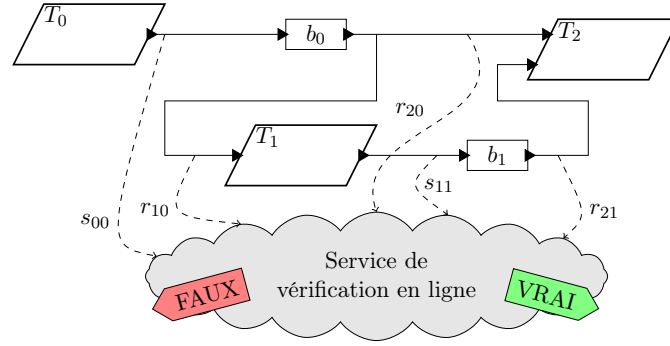 T₀
b₀
T₂
r₂₀
T₁
b₁
s₁₁
r₁₀
s₀₀
r₂₁
Service de
vérification en ligne
FAUX
VRAI